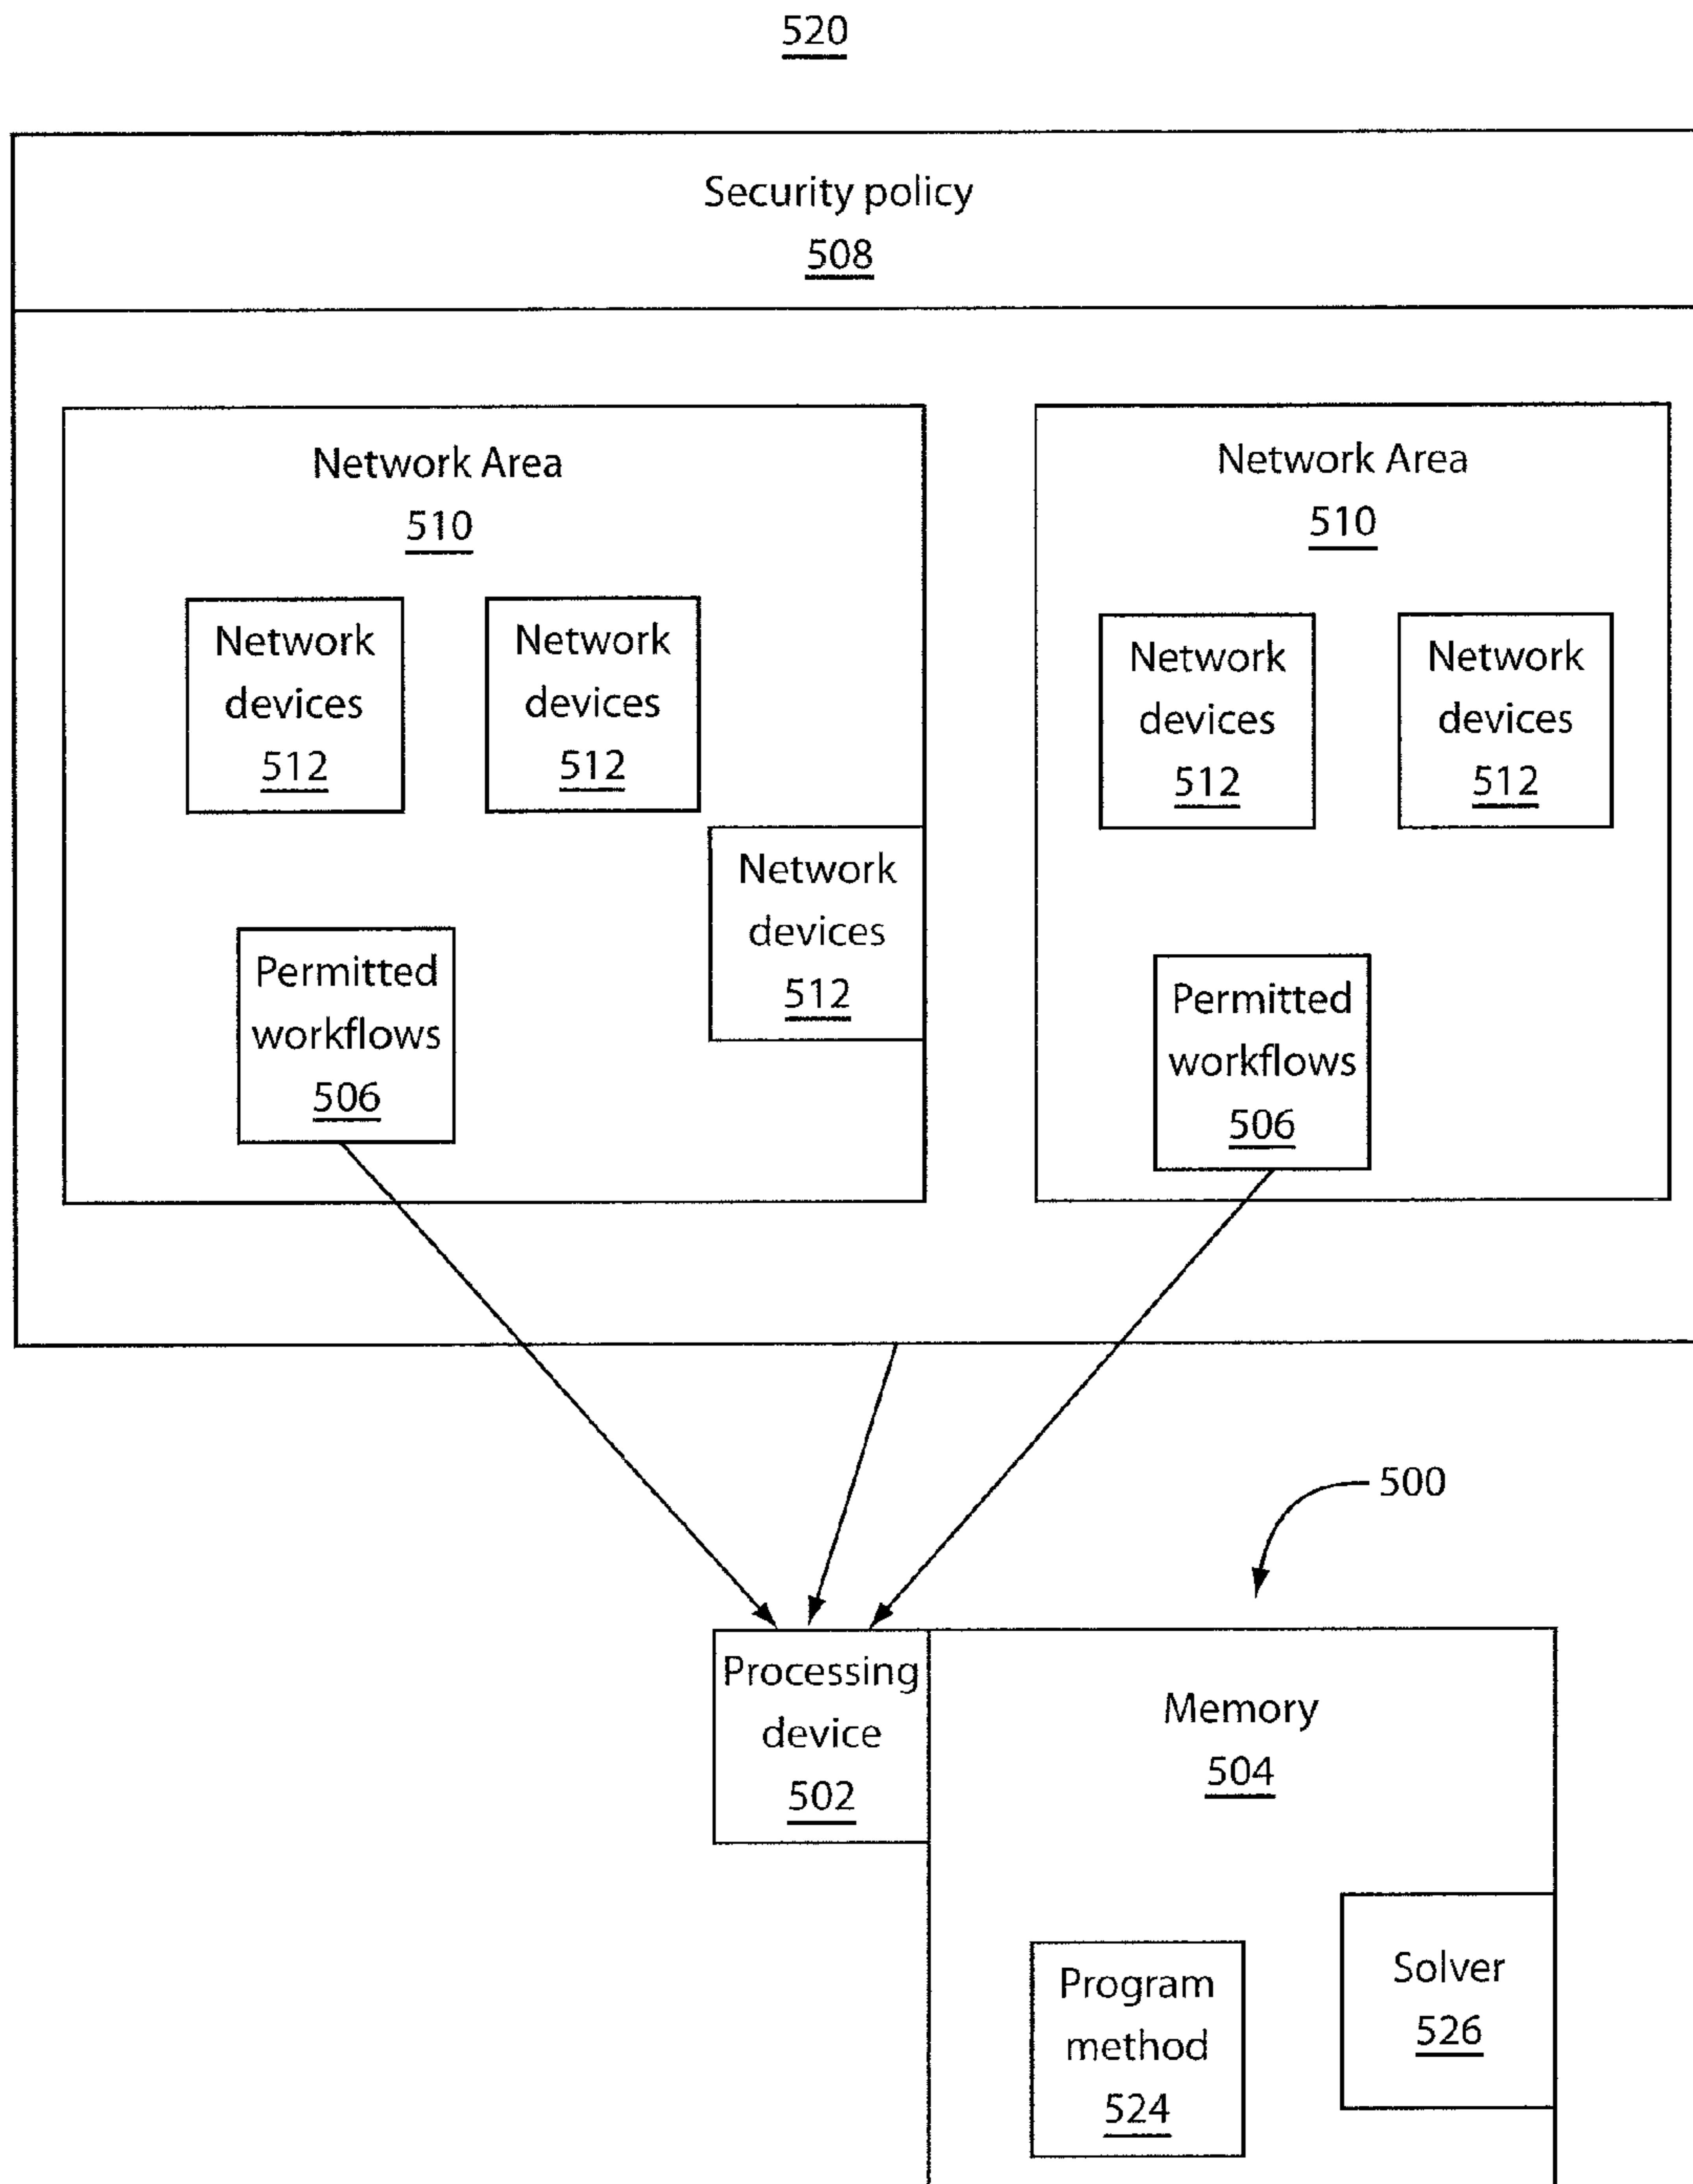 520
Security policy
508
Network Area
510
Network
devices
512
Network
devices
512
Network
devices
512
Permitted
workflows
506
Network Area
510
Network
devices
512
Network
devices
512
Permitted
workflows
506
500
Processing
device
502
Memory
504
Program
method
524
Solver
526